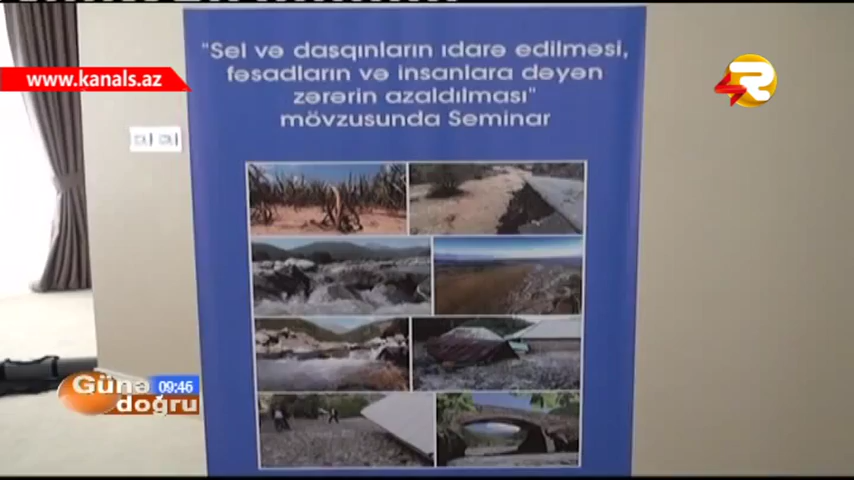 "Sel və daşqınların idarə edilməsi,
fəsadların və insanlara dəyən
zərərin azaldılması"
mövzusunda Seminar
www.kanals.az
Günə
doğru
09:46